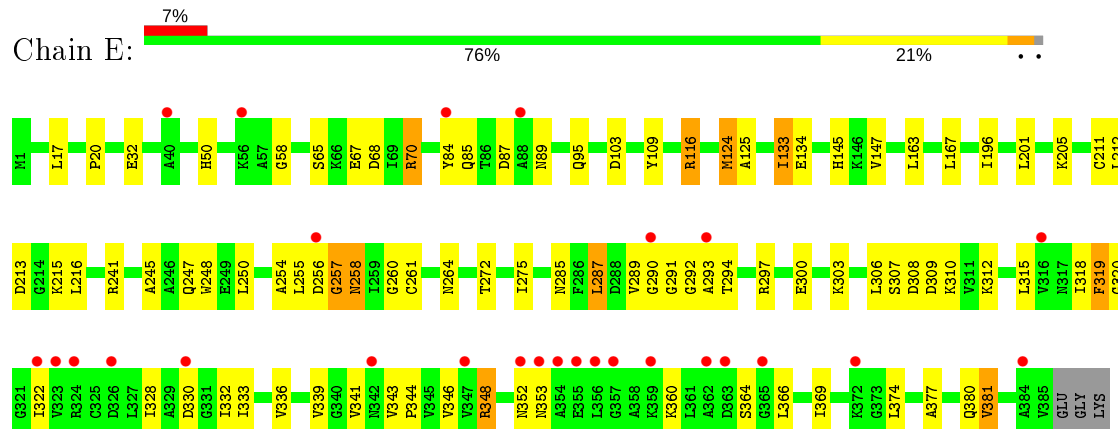 7%
Chain E:
76% 21% • •
M1 L17 P20 E32 A40 H50 K56 A57 G58 S65 K66 E67 D68 I69 R70 Y84 Q85 T86 D87 A88 N89 Q95 D103 Y109 R116 M124 A125 I133 E134 H145 K146 V147 L163 L167 I196 L201 K205 C211 L212
D213 G214 K215 L216 R241 A245 A246 Q247 W248 E249 L250 A254 L255 D256 G257 N258 I259 G260 C261 N264 T272 I275 N285 F286 L287 D288 V289 G290 G291 G292 A293 T294 R297 E300 K303 L306 S307 D308 D309 K310 V311 K312 L315 V316 N317 I318 F319 G320
G321 I322 V323 R324 C325 D326 L327 I328 A329 D330 G331 I332 I333 V336 V339 G340 V341 N342 V343 P344 V345 V346 V347 R348 N352 N353 A354 E355 L356 G357 A358 K359 K360 L361 A362 D363 S364 G365 L366 I369 K372 G373 L374 A377 Q380 V381 A384 V385 GLU GLY LYS